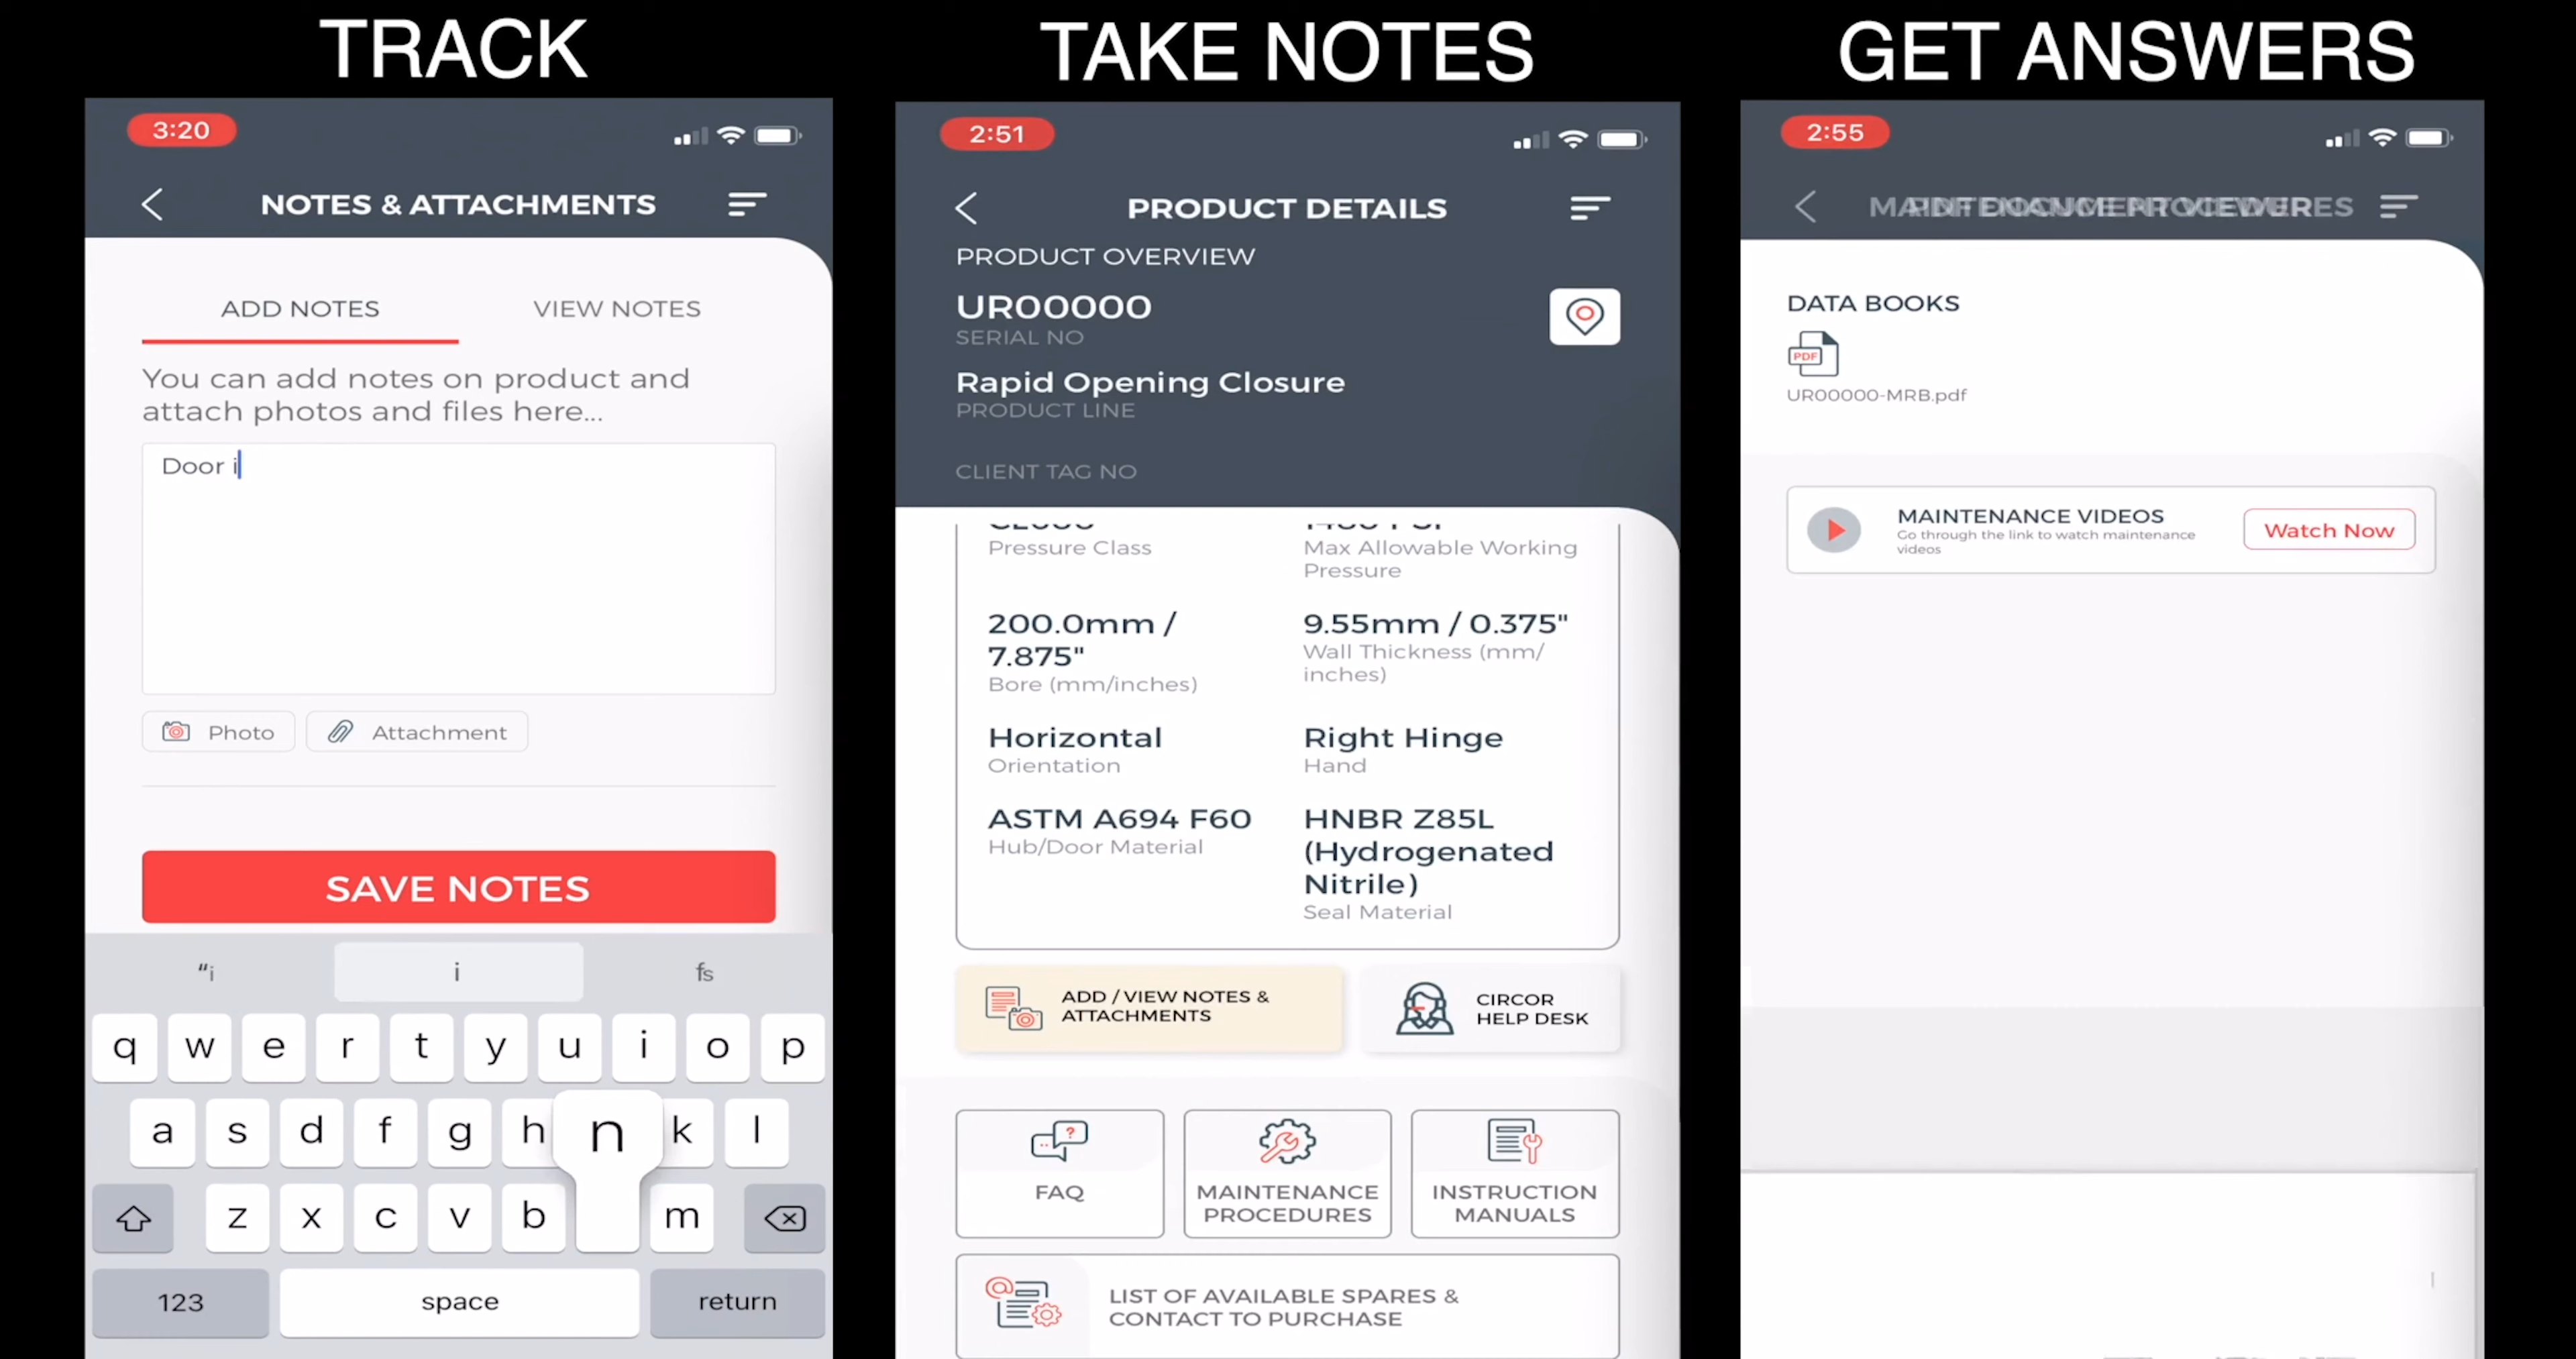 TRACK
3:20
NOTES & ATTACHMENTS
ADD NOTES
VIEW NOTES
You can add notes on product and
attach photos and files here...
Door i
Photo
Attachment
SAVE NOTES
“i
i
fs
q w e r t y u i o p
a s d f g h n k l
z x c v b m
123
space
return
TAKE NOTES
2:51
PRODUCT DETAILS
PRODUCT OVERVIEW
UR00000
SERIAL NO
Rapid Opening Closure
PRODUCT LINE
CLIENT TAG NO
Pressure Class
Max Allowable Working
Pressure
200.0mm /
7.875"
Bore (mm/inches)
9.55mm / 0.375"
Wall Thickness (mm/
inches)
Horizontal
Orientation
Right Hinge
Hand
ASTM A694 F60
Hub/Door Material
HNBR Z85L
(Hydrogenated
Nitrile)
Seal Material
ADD / VIEW NOTES &
ATTACHMENTS
CIRCOR
HELP DESK
FAQ
MAINTENANCE
PROCEDURES
INSTRUCTION
MANUALS
LIST OF AVAILABLE SPARES &
CONTACT TO PURCHASE
GET ANSWERS
2:55
DATA BOOKS
PDF
UR00000-MRB.pdf
MAINTENANCE VIDEOS
Go through the link to watch maintenance
videos
Watch Now